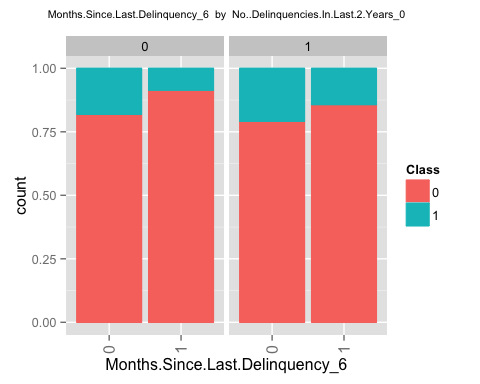 Months.Since.Last.Delinquency_6 by No..Delinquencies.In.Last.2.Years_0
0 1
1.00
0.75
0.50
0.25
0.00
count
0 1 0 1
Months.Since.Last.Delinquency_6
Class
0
1